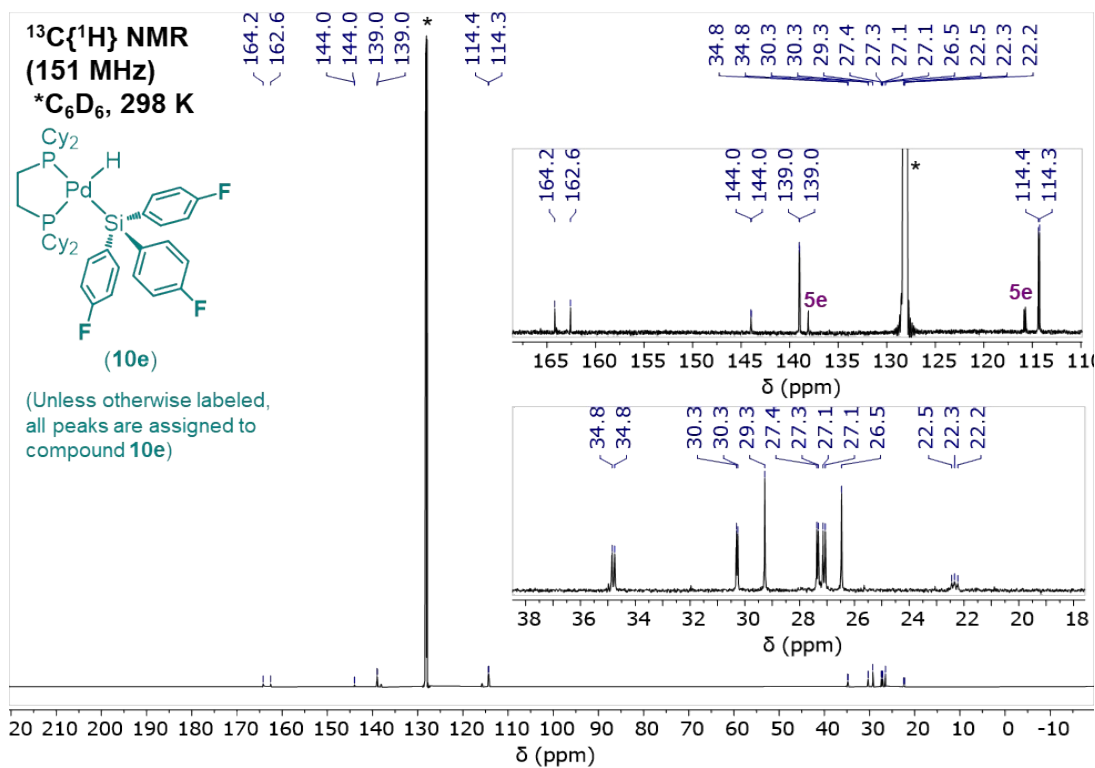 ¹³C{¹H} NMR
(151 MHz)
*C₆D₆, 298 K
Cy₂
P
H
Pd
Si
P
Cy₂
F
F
F
(10e)
(Unless otherwise labeled,
all peaks are assigned to
compound 10e)
164.2
162.6
144.0
144.0
139.0
139.0
*
114.4
114.3
34.8
34.8
30.3
30.3
29.3
27.4
27.3
27.1
27.1
26.5
22.5
22.3
22.2
164.2
162.6
144.0
144.0
139.0
139.0
*
114.4
114.3
5e
5e
165 160 155 150 145 140 135 130 125 120 115 110
δ (ppm)
34.8
34.8
30.3
30.3
29.3
27.4
27.3
27.1
27.1
26.5
22.5
22.3
22.2
38 36 34 32 30 28 26 24 22 20 18
δ (ppm)
220 210 200 190 180 170 160 150 140 130 120 110 100 90 80 70 60 50 40 30 20 10 0 -10
δ (ppm)